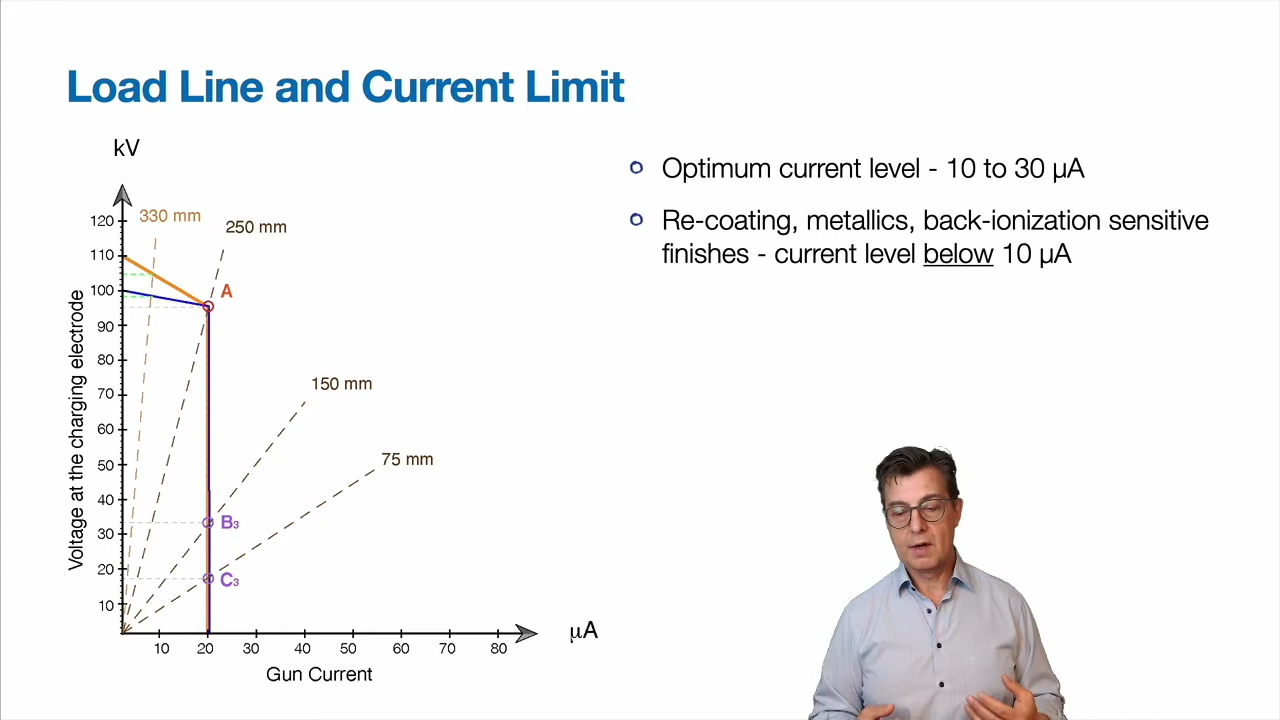 Load Line and Current Limit
kV
Optimum current level - 10 to 30 μA
Re-coating, metallics, back-ionization sensitive
finishes - current level below 10 μA
330 mm
250 mm
150 mm
75 mm
A
B3
C3
120
110
100
90
80
70
60
50
40
30
20
10
Voltage at the charging electrode
10 20 30 40 50 60 70 80
μA
Gun Current